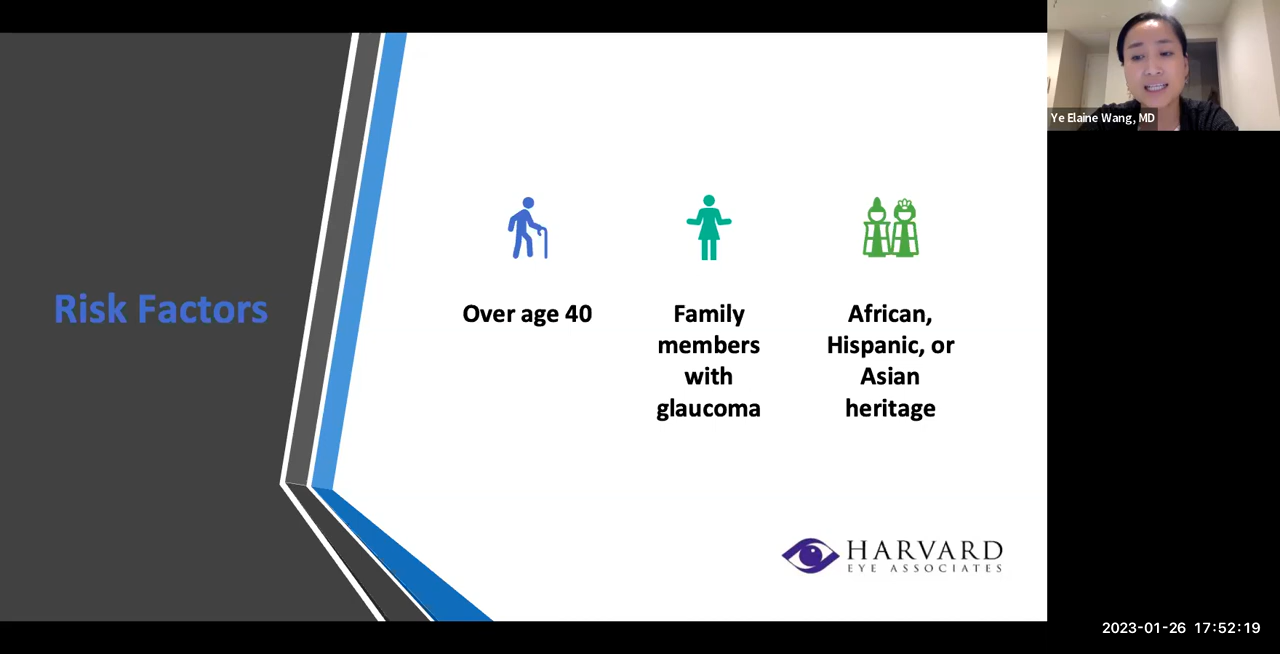 Ye Elaine Wang, MD
Risk Factors
Over age 40
Family
members
with
glaucoma
African,
Hispanic, or
Asian
heritage
HARVARD
EYE ASSOCIATES
2023-01-26 17:52:19